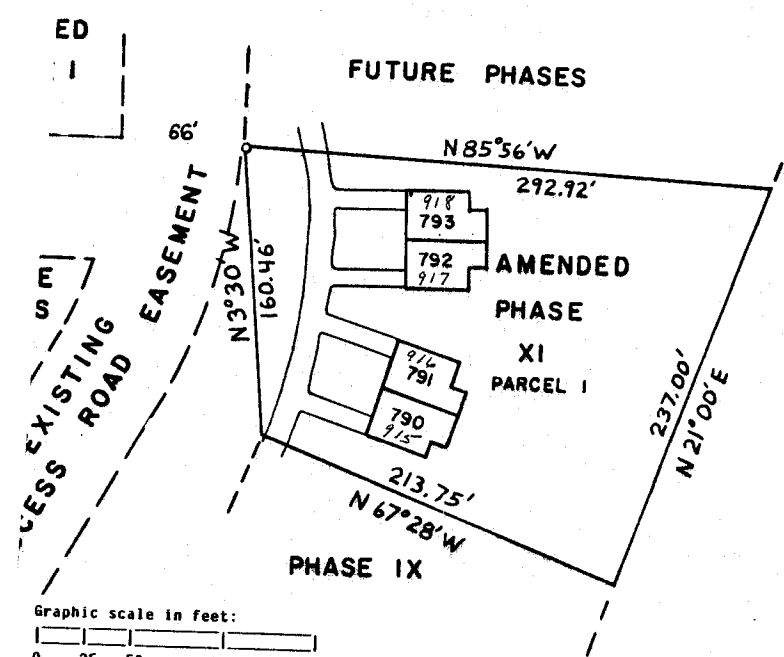 ED
1
66'
FUTURE PHASES
N 85°56' W
292.92'
EXISTING
CESS ROAD EASEMENT
E
S
N 3°30' W
160.46'
918
793
792
917
916
791
790
915
AMENDED
PHASE
XI
PARCEL 1
237.00'
N 21°00' E
213.75'
N 67°28' W
PHASE IX
Graphic scale in feet: